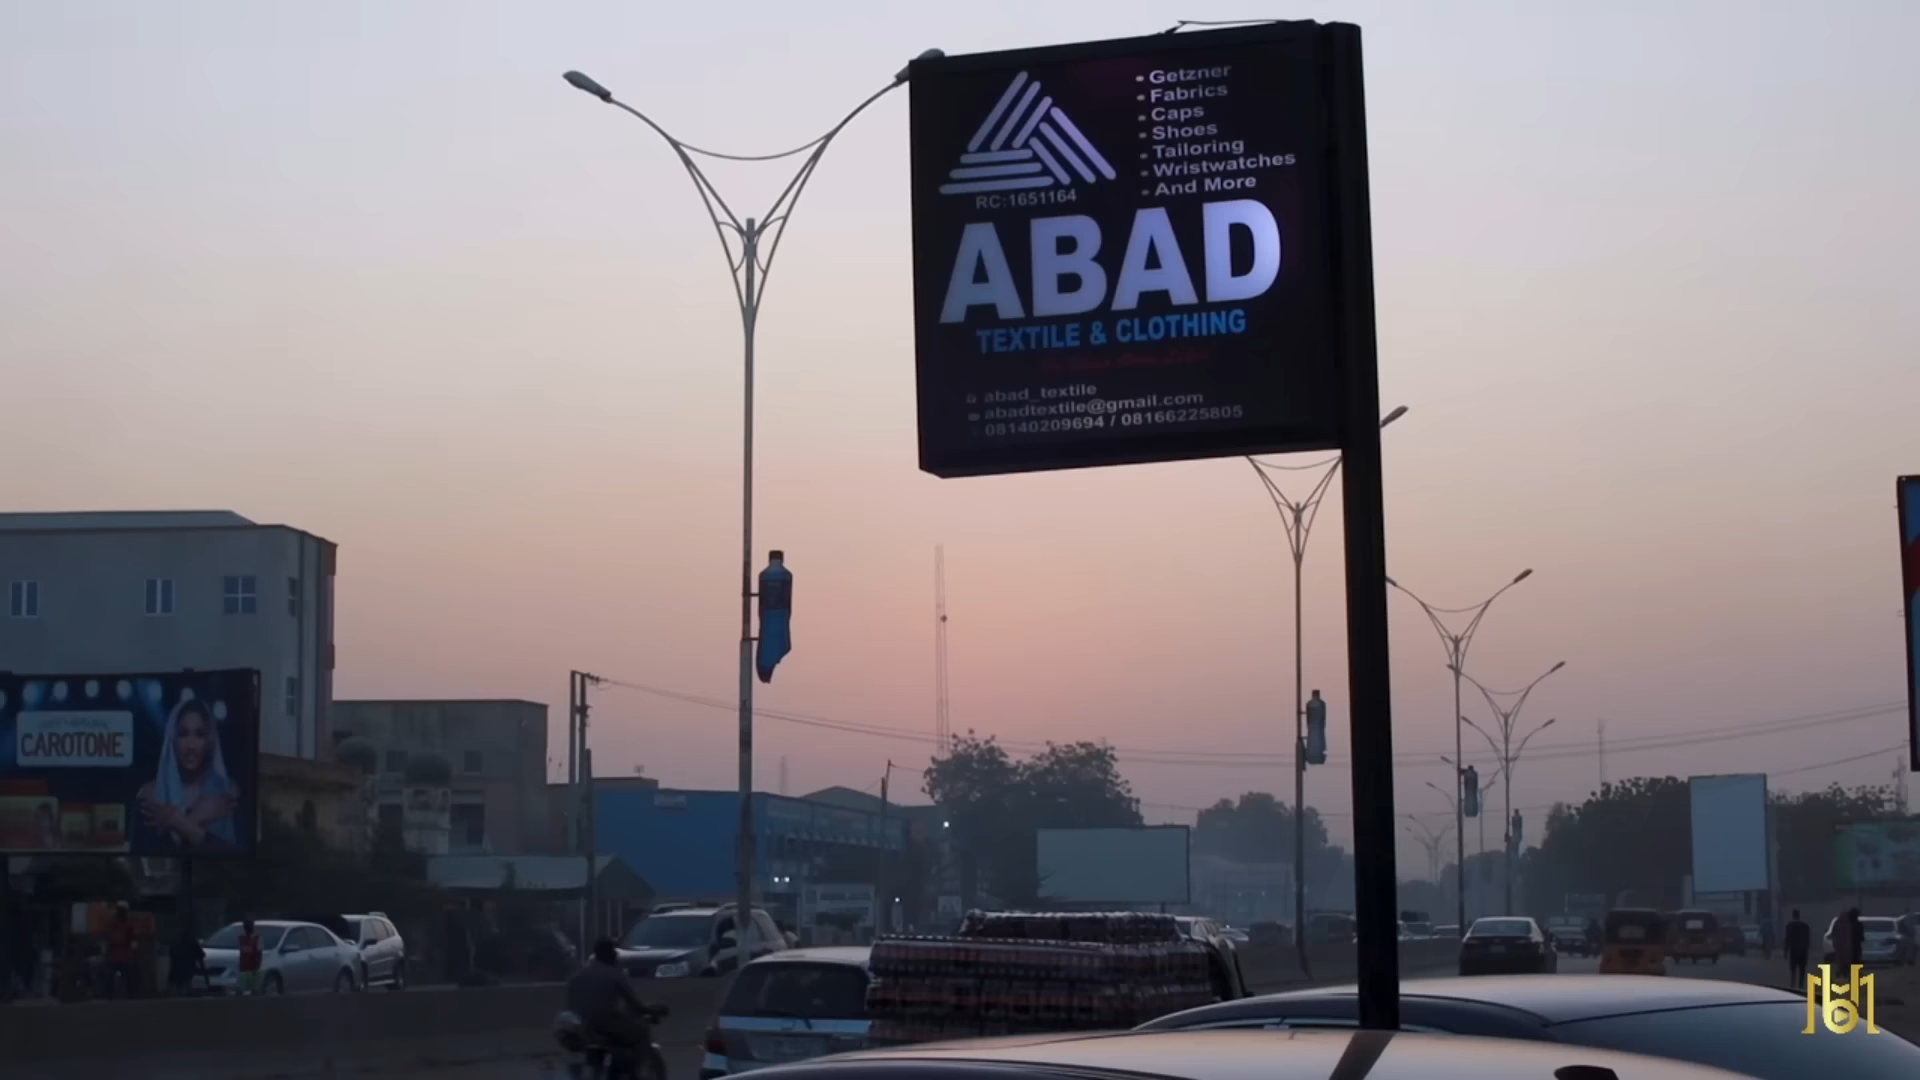 • Getzner
• Fabrics
• Caps
• Shoes
• Tailoring
• Wristwatches
• And More
RC:1651164
ABAD
TEXTILE & CLOTHING
abad_textile
abadtextile@gmail.com
08140209694 / 08166225805
CAROTONE